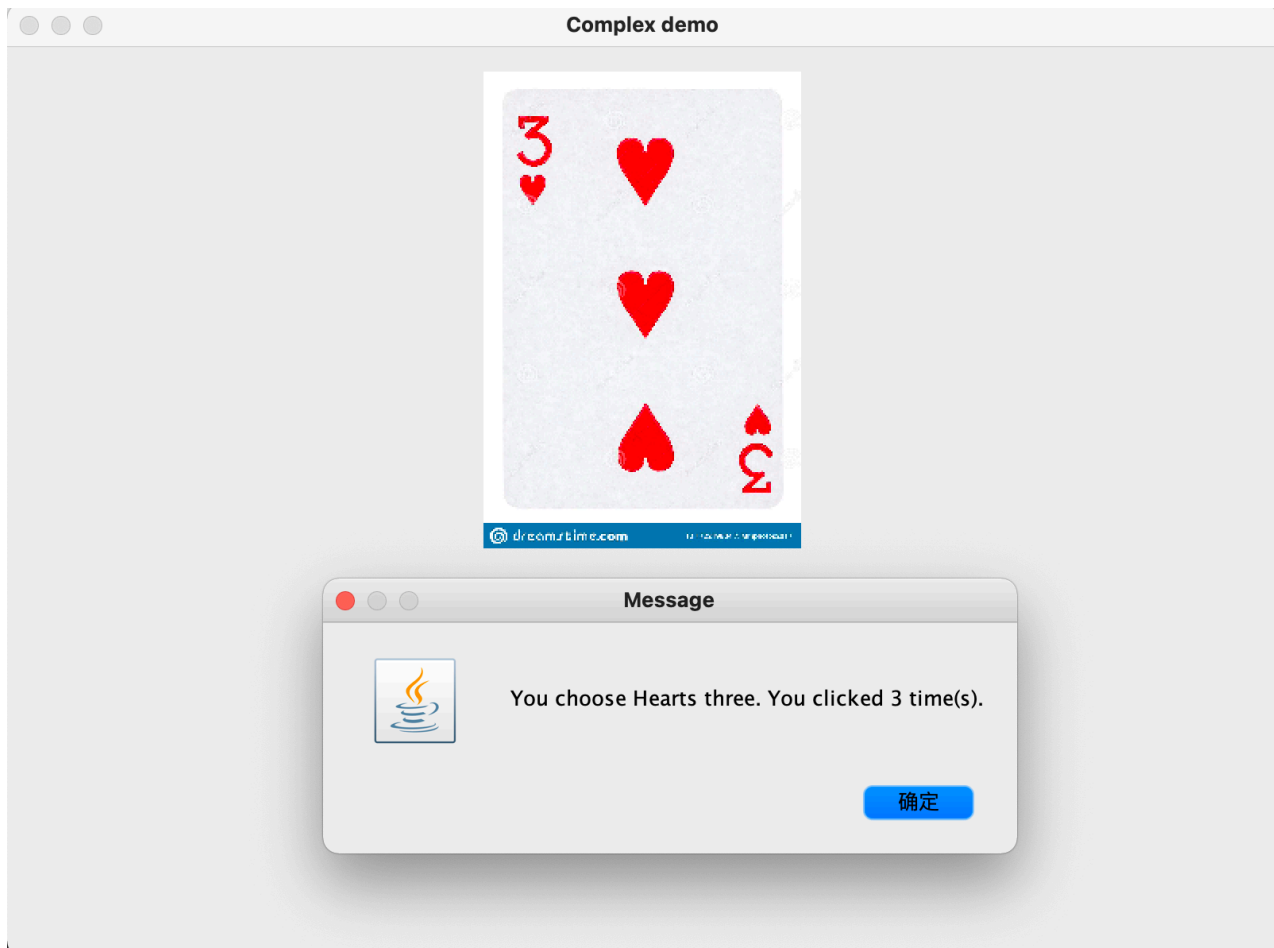 Complex demo
3
3
dreamstime.com
Message
You choose Hearts three. You clicked 3 time(s).
确定